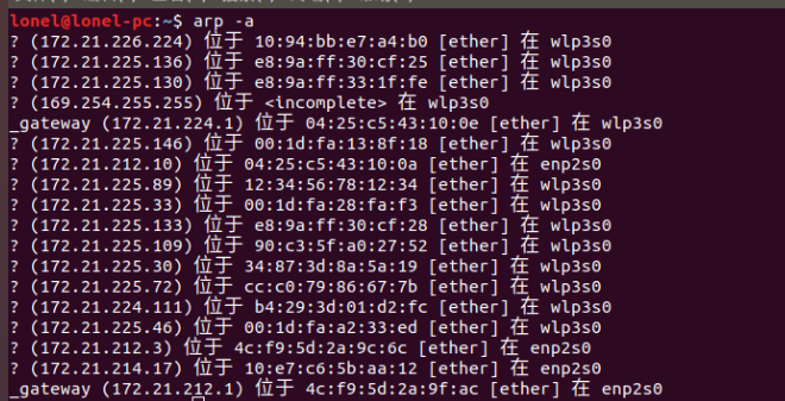 lonel@lonel-pc:~$ arp -a
? (172.21.226.224) 位于 10:94:bb:e7:a4:b0 [ether] 在 wlp3s0
? (172.21.225.136) 位于 e8:9a:ff:30:cf:25 [ether] 在 wlp3s0
? (172.21.225.130) 位于 e8:9a:ff:33:1f:fe [ether] 在 wlp3s0
? (169.254.255.255) 位于 <incomplete> 在 wlp3s0
_gateway (172.21.224.1) 位于 04:25:c5:43:10:0e [ether] 在 wlp3s0
? (172.21.225.146) 位于 00:1d:fa:13:8f:18 [ether] 在 wlp3s0
? (172.21.212.10) 位于 04:25:c5:43:10:0a [ether] 在 enp2s0
? (172.21.225.89) 位于 12:34:56:78:12:34 [ether] 在 wlp3s0
? (172.21.225.33) 位于 00:1d:fa:28:fa:f3 [ether] 在 wlp3s0
? (172.21.225.133) 位于 e8:9a:ff:30:cf:28 [ether] 在 wlp3s0
? (172.21.225.109) 位于 90:c3:5f:a0:27:52 [ether] 在 wlp3s0
? (172.21.225.30) 位于 34:87:3d:8a:5a:19 [ether] 在 wlp3s0
? (172.21.225.72) 位于 cc:c0:79:86:67:7b [ether] 在 wlp3s0
? (172.21.224.111) 位于 b4:29:3d:01:d2:fc [ether] 在 wlp3s0
? (172.21.225.46) 位于 00:1d:fa:a2:33:ed [ether] 在 wlp3s0
? (172.21.212.3) 位于 4c:f9:5d:2a:9c:6c [ether] 在 enp2s0
? (172.21.214.17) 位于 10:e7:c6:5b:aa:12 [ether] 在 enp2s0
_gateway (172.21.212.1) 位于 4c:f9:5d:2a:9f:ac [ether] 在 enp2s0